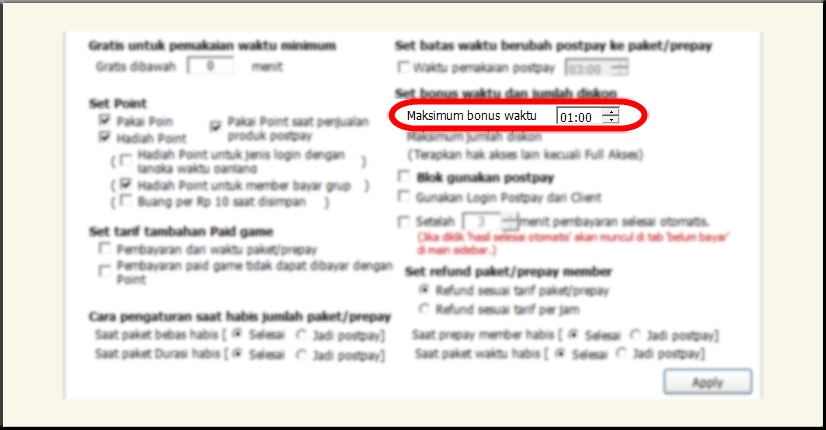 Gratis untuk pemakaian waktu minimum
Gratis dibawah 0 menit
Set Point
Pakai Poin
Hadiah Point
Pakai Point saat penjualan
produk postpay
( Hadiah Point untuk jenis login dengan )
jangka waktu panjang
( Hadiah Point untuk member bayar grup )
( Buang per Rp 10 saat disimpan )
Set tarif tambahan Paid game
Pembayaran dari waktu paket/prepay
Pembayaran paid game tidak dapat dibayar dengan
Point
Cara pengaturan saat habis jumlah paket/prepay
Saat paket bebas habis [ Selesai Jadi postpay]
Saat paket Durasi habis [ Selesai Jadi postpay]
Set batas waktu berubah postpay ke paket/prepay
Waktu pemakaian postpay 03:00
Set bonus waktu dan jumlah diskon
Maksimum bonus waktu 01:00
Maksimum jumlah diskon
(Terapkan hak akses lain kecuali Full Akses)
Blok gunakan postpay
Gunakan Login Postpay dari Client
Setelah 3 menit pembayaran selesai otomatis.
(Jika diklik 'hasil selesai otomatis' akan muncul di tab 'belum bayar'
di main sidebar.)
Set refund paket/prepay member
Refund sesuai tarif paket/prepay
Refund sesuai tarif per jam
Saat prepay member habis [ Selesai Jadi postpay]
Saat paket waktu habis [ Selesai Jadi postpay]
Apply